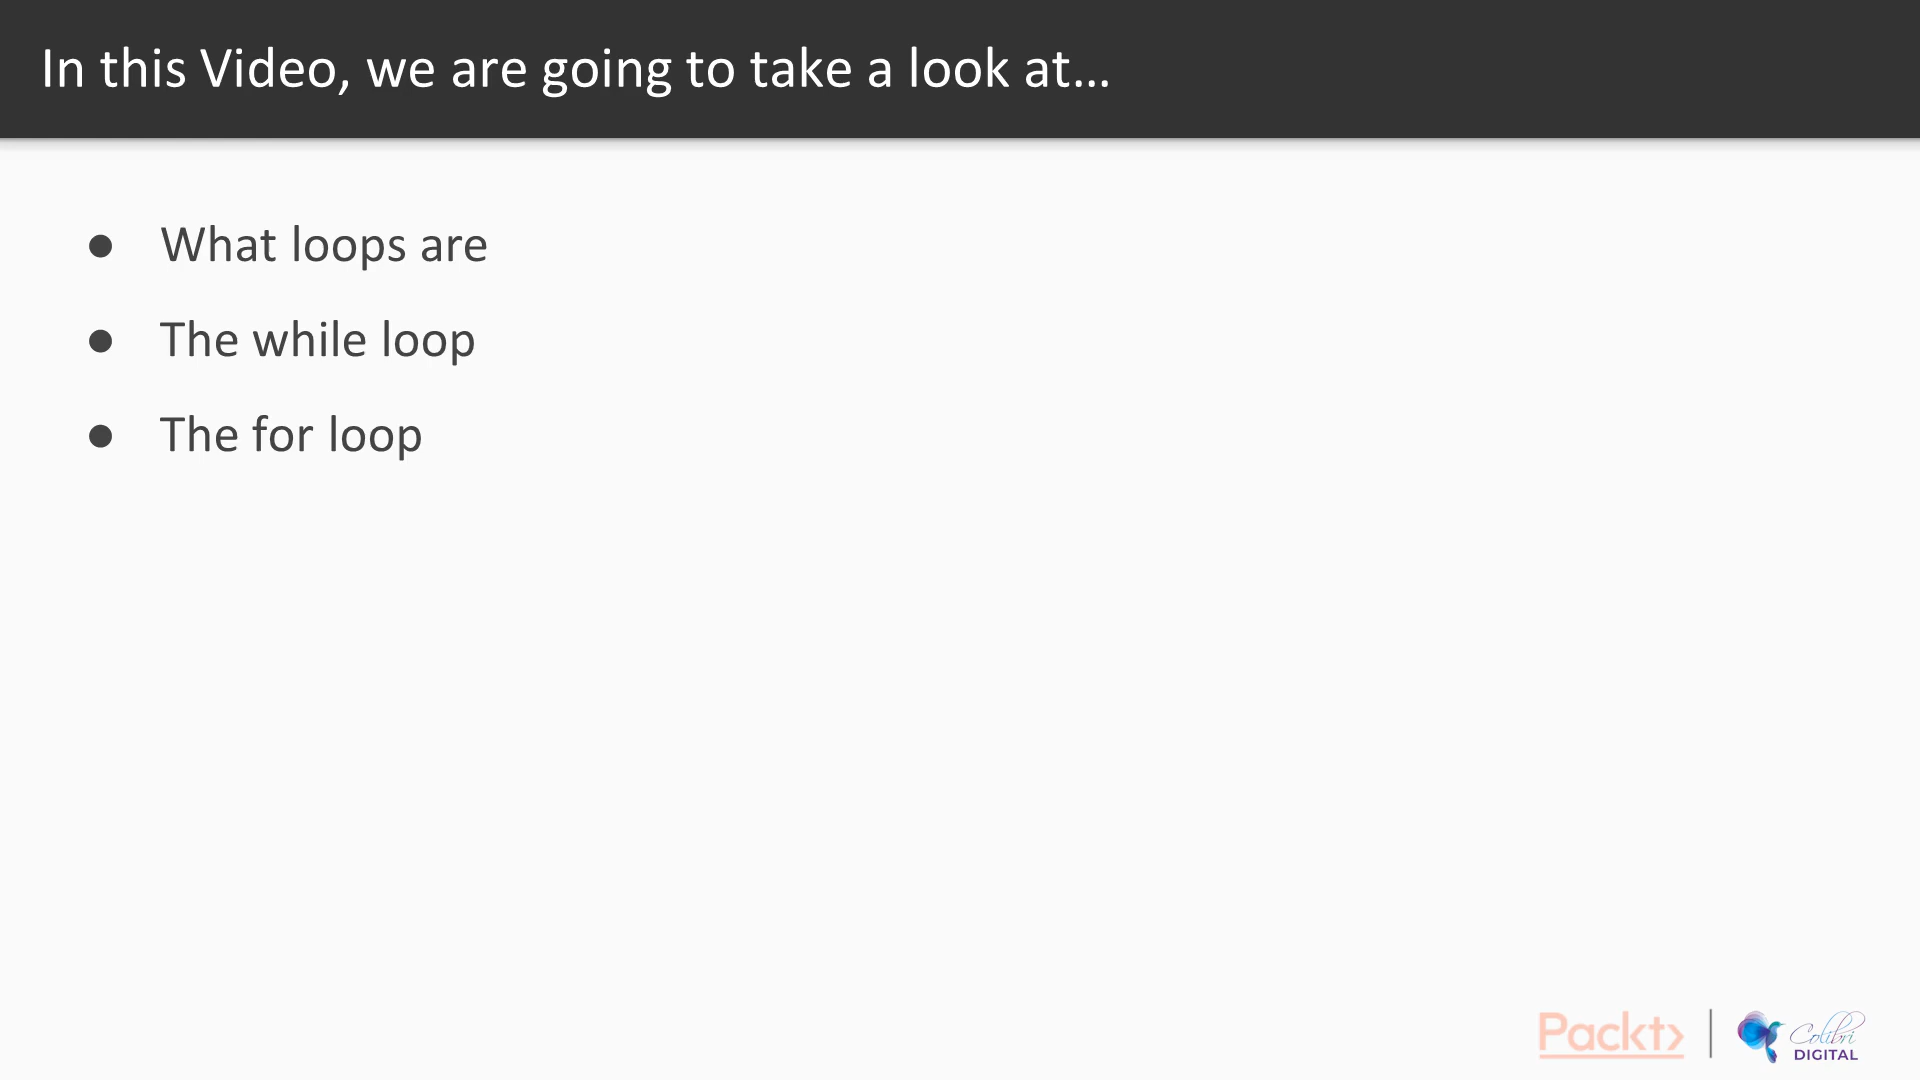 In this Video, we are going to take a look at...
● What loops are
● The while loop
● The for loop
Packt>
Colibri
DIGITAL